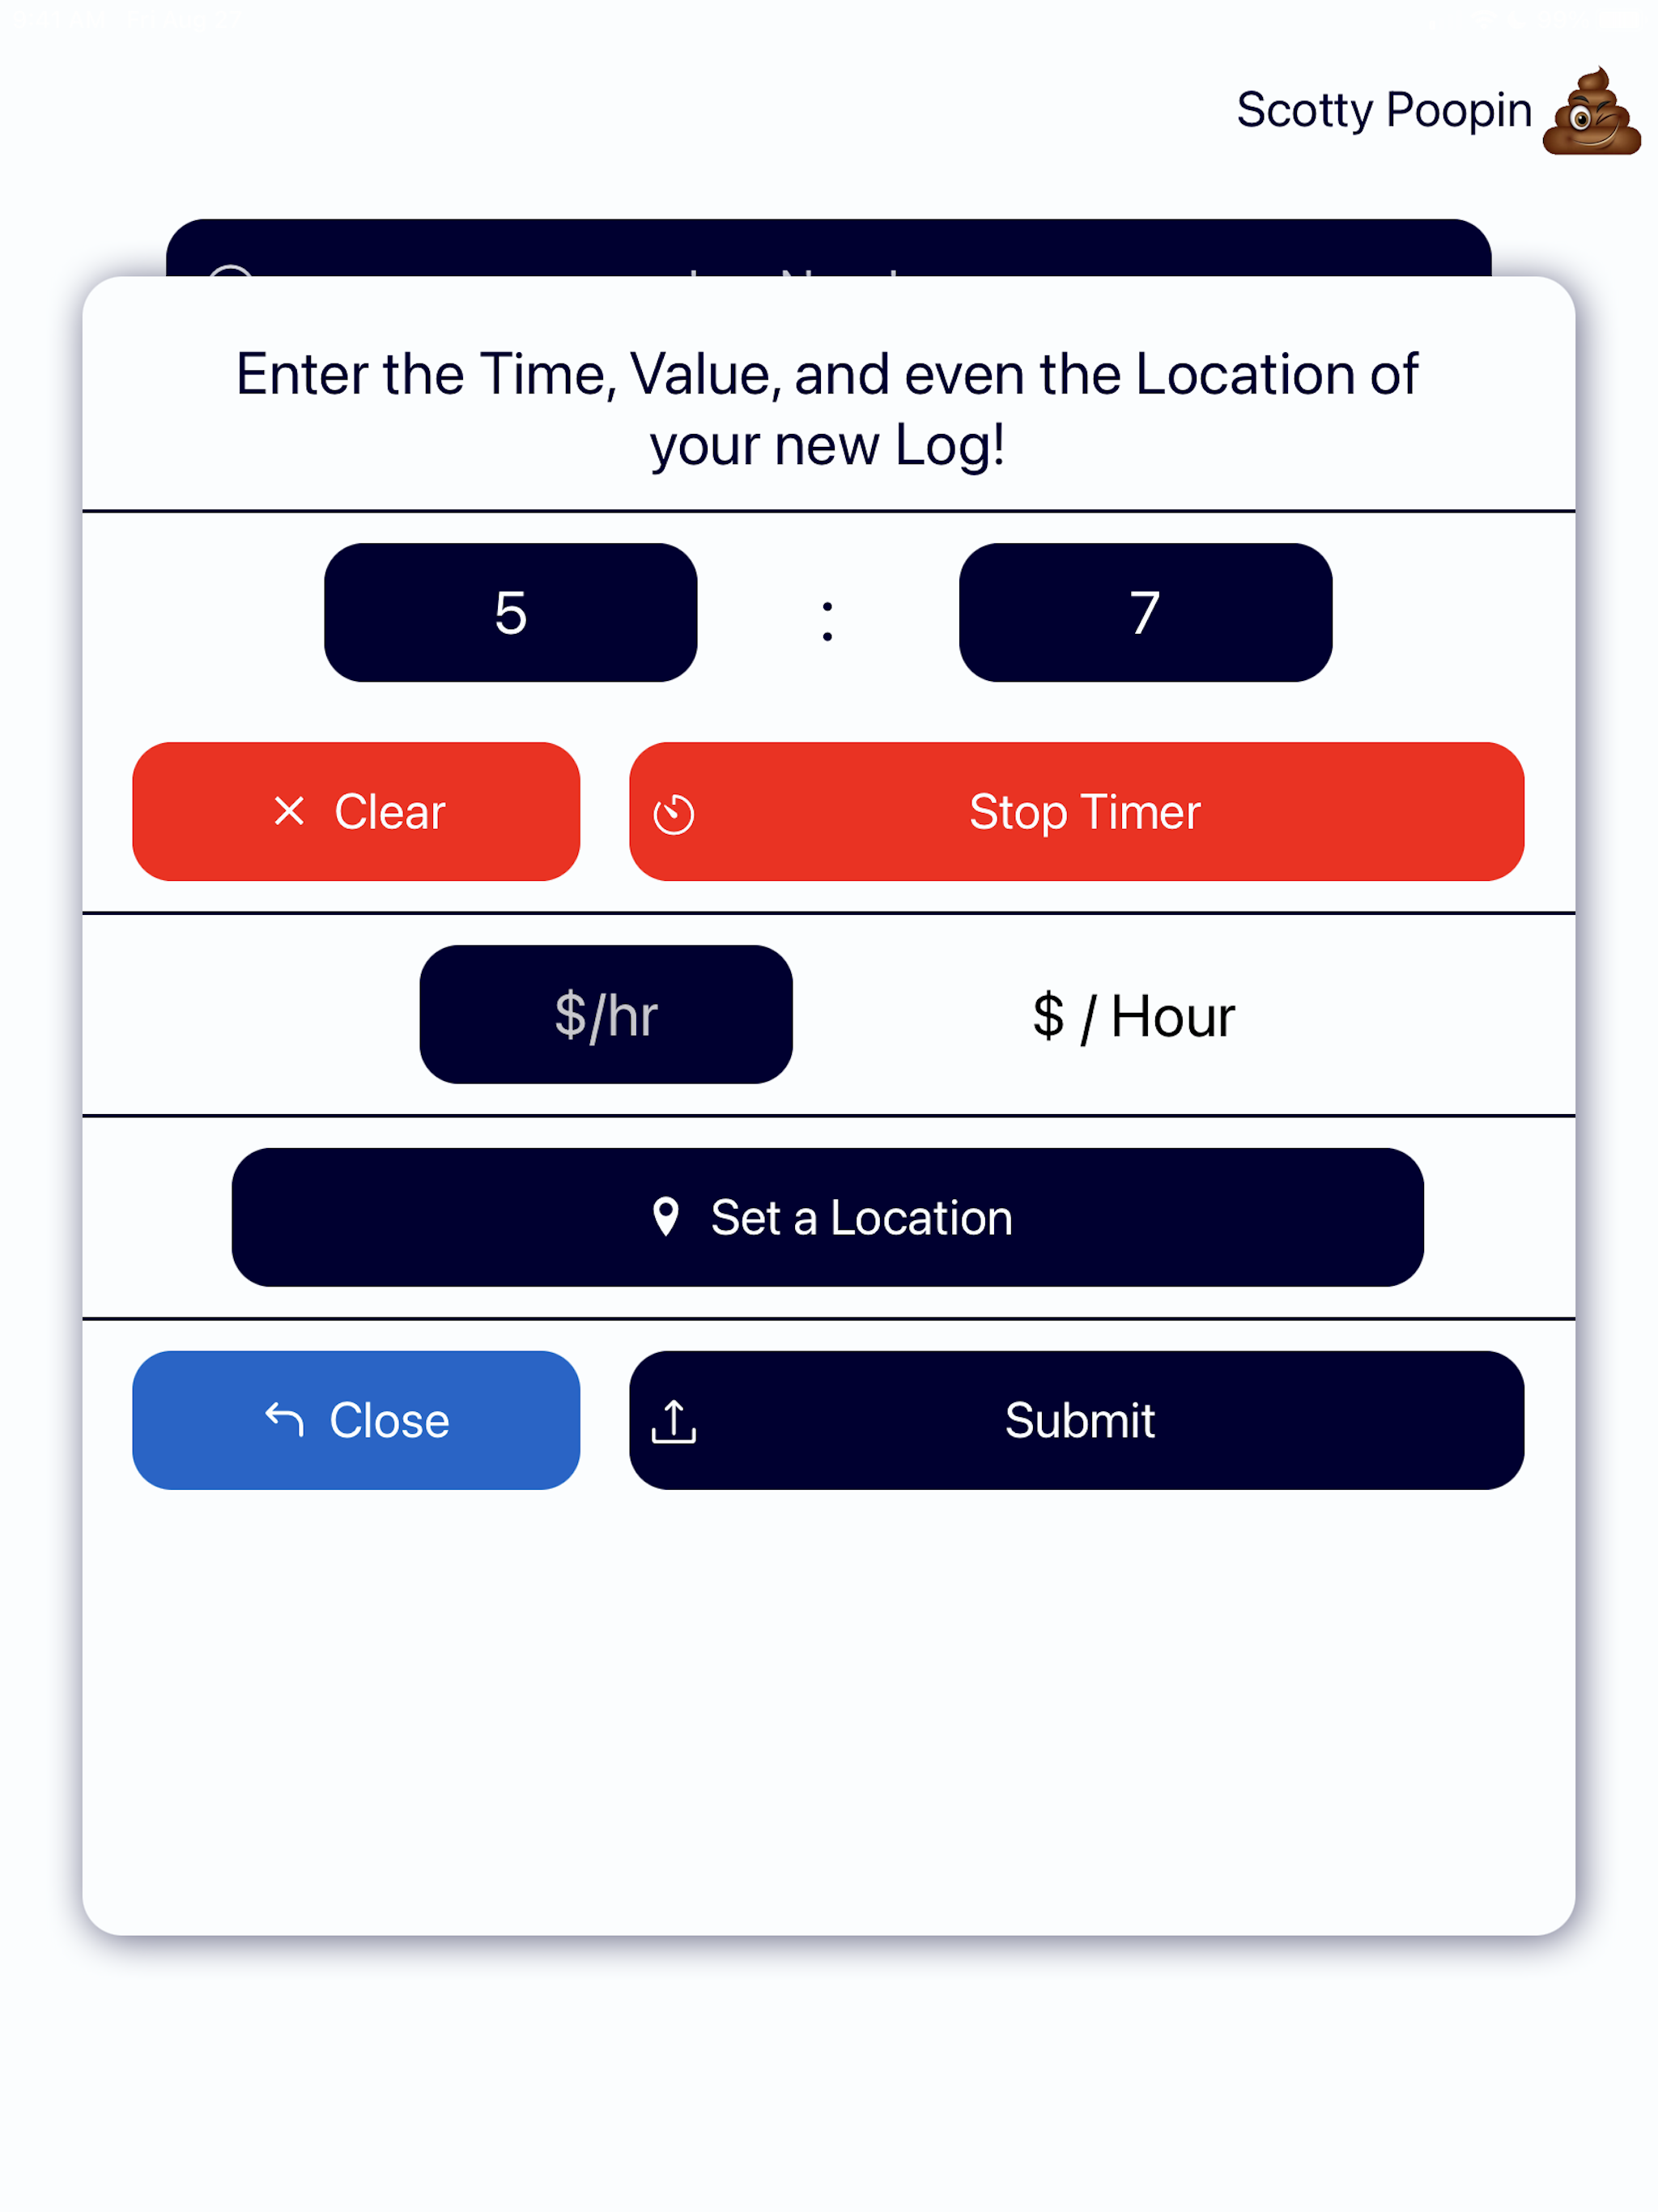 Scotty Poopin
Enter the Time, Value, and even the Location of
your new Log!
5 : 7
Clear
Stop Timer
$/hr
$ / Hour
Set a Location
Close
Submit